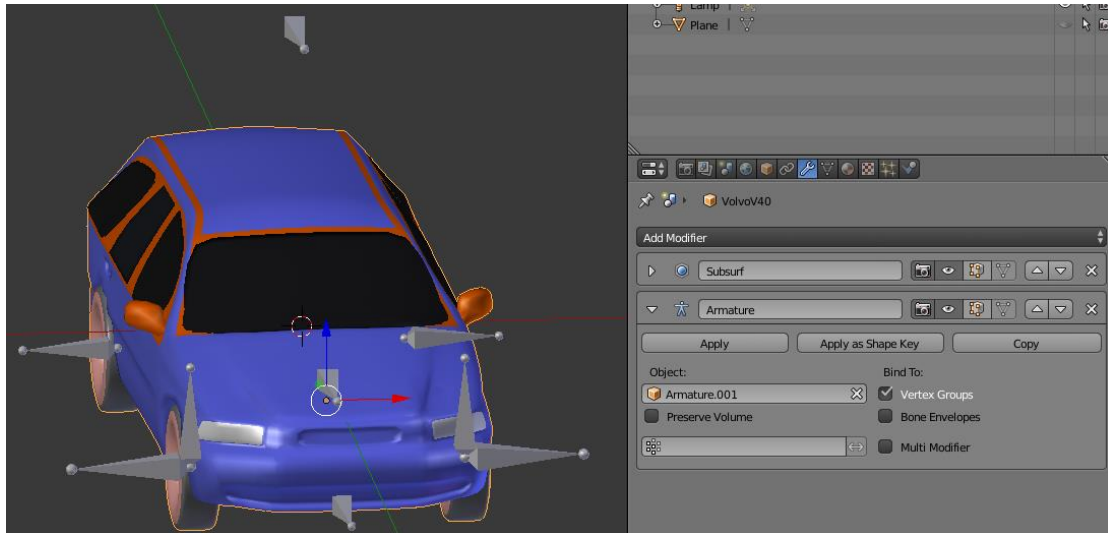 Lamp
Plane
VolvoV40
Add Modifier
Subsurf
Armature
Apply
Apply as Shape Key
Copy
Object:
Bind To:
Armature.001
Vertex Groups
Preserve Volume
Bone Envelopes
Multi Modifier